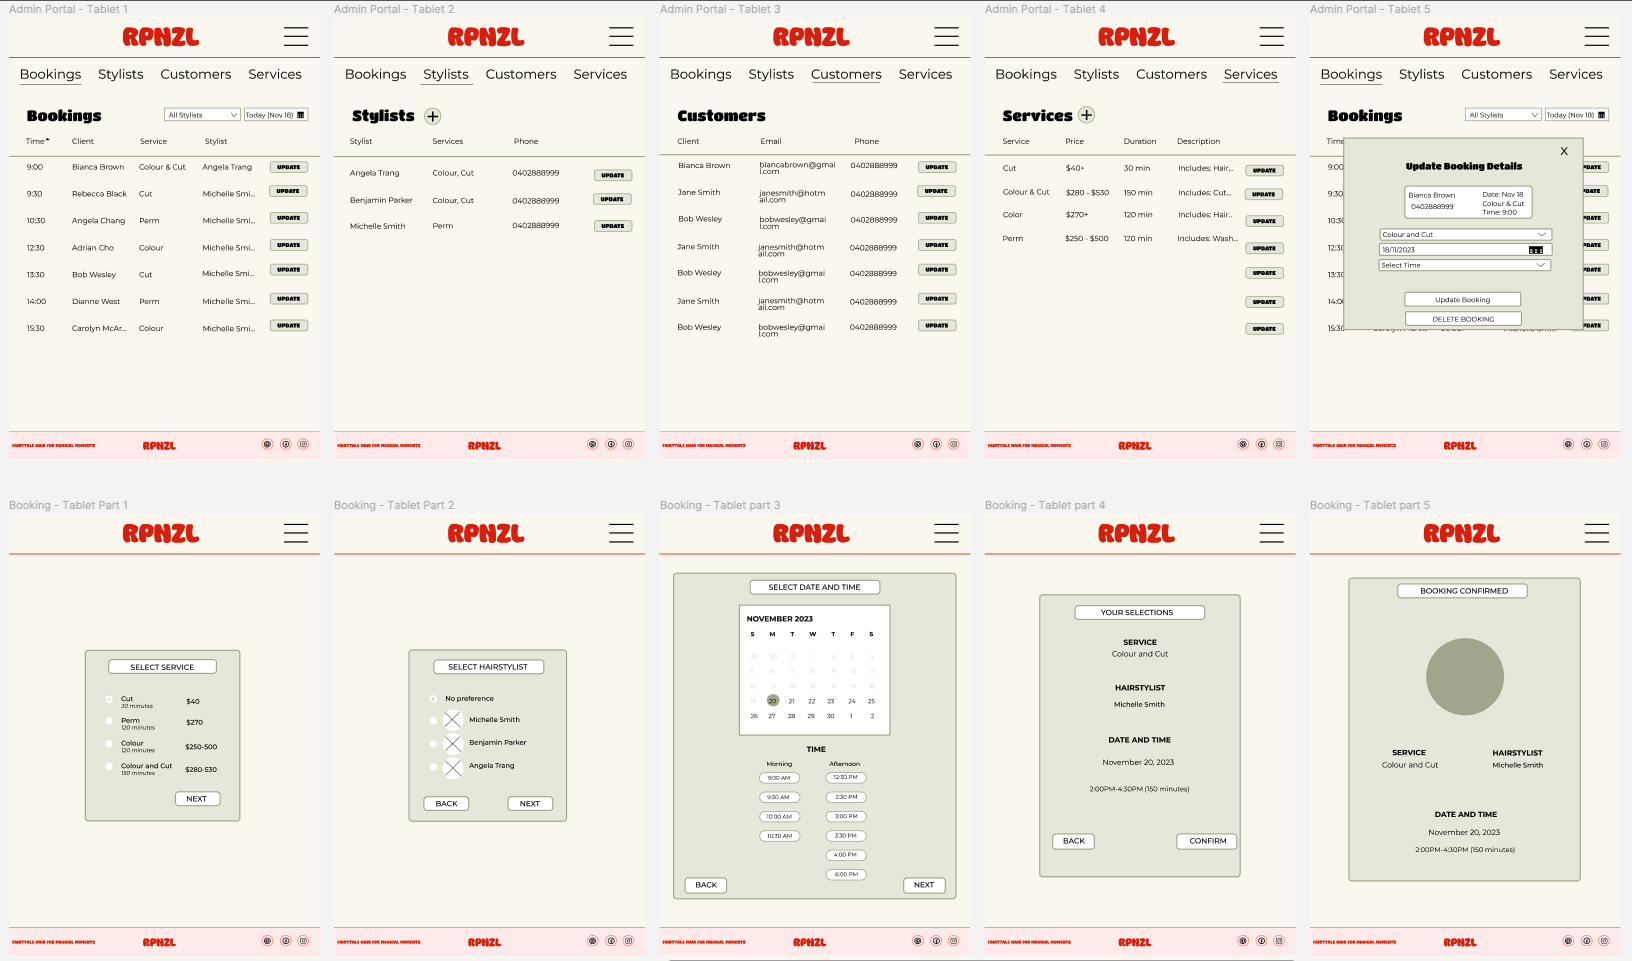 Admin Portal - Tablet 1
RPNZL
Bookings Stylists Customers Services
Bookings
All Stylists
Today (Nov 18)
Time Client Service Stylist
9:00 Bianca Brown Colour & Cut Angela Trang UPDATE
9:30 Rebecca Black Cut Michelle Smi... UPDATE
10:30 Angela Chang Perm Michelle Smi... UPDATE
12:30 Adrian Cho Colour Michelle Smi... UPDATE
13:30 Bob Wesley Cut Michelle Smi... UPDATE
14:00 Dianne West Perm Michelle Smi... UPDATE
15:30 Carolyn McAr... Colour Michelle Smi... UPDATE
FAIRYTALE HAIR FOR MAGICAL MOMENTS
RPNZL
Admin Portal - Tablet 2
RPNZL
Bookings Stylists Customers Services
Stylists +
Stylist Services Phone
Angela Trang Colour, Cut 0402888999 UPDATE
Benjamin Parker Colour, Cut 0402888999 UPDATE
Michelle Smith Perm 0402888999 UPDATE
FAIRYTALE HAIR FOR MAGICAL MOMENTS
RPNZL
Admin Portal - Tablet 3
RPNZL
Bookings Stylists Customers Services
Customers
Client Email Phone
Bianca Brown biancabrown@gmai 0402888999 UPDATE
l.com
Jane Smith janesmith@hotm 0402888999 UPDATE
ail.com
Bob Wesley bobwesley@gmai 0402888999 UPDATE
l.com
Jane Smith janesmith@hotm 0402888999 UPDATE
ail.com
Bob Wesley bobwesley@gmai 0402888999 UPDATE
l.com
Jane Smith janesmith@hotm 0402888999 UPDATE
ail.com
Bob Wesley bobwesley@gmai 0402888999 UPDATE
l.com
FAIRYTALE HAIR FOR MAGICAL MOMENTS
RPNZL
Admin Portal - Tablet 4
RPNZL
Bookings Stylists Customers Services
Services +
Service Price Duration Description
Cut $40+ 30 min Includes: Hair... UPDATE
Colour & Cut $280 - $530 150 min Includes: Cut... UPDATE
Color $270+ 120 min Includes: Hair.. UPDATE
Perm $250 - $500 120 min Includes: Wash... UPDATE
UPDATE
UPDATE
UPDATE
FAIRYTALE HAIR FOR MAGICAL MOMENTS
RPNZL
Admin Portal - Tablet 5
RPNZL
Bookings Stylists Customers Services
Bookings
All Stylists
Today (Nov 18)
Time
9:00
9:30
10:30
12:30
13:30
14:00
15:30
X
Update Booking Details
Bianca Brown
0402888999
Date: Nov 18
Colour & Cut
Time: 9:00
Colour and Cut
18/11/2023
Select Time
Update Booking
DELETE BOOKING
FAIRYTALE HAIR FOR MAGICAL MOMENTS
RPNZL
Booking - Tablet Part 1
RPNZL
SELECT SERVICE
Cut $40
30 minutes
Perm $270
120 minutes
Colour $250-500
120 minutes
Colour and Cut $280-530
150 minutes
NEXT
FAIRYTALE HAIR FOR MAGICAL MOMENTS
RPNZL
Booking - Tablet Part 2
RPNZL
SELECT HAIRSTYLIST
No preference
Michelle Smith
Benjamin Parker
Angela Trang
BACK NEXT
FAIRYTALE HAIR FOR MAGICAL MOMENTS
RPNZL
Booking - Tablet part 3
RPNZL
SELECT DATE AND TIME
NOVEMBER 2023
S M T W T F S
29 30 31 1 2 3 4
5 6 7 8 9 10 11
12 13 14 15 16 17 18
19 20 21 22 23 24 25
26 27 28 29 30 1 2
TIME
Morning Afternoon
9:00 AM 12:30 PM
9:30 AM 2:30 PM
10:00 AM 3:00 PM
10:30 AM 3:30 PM
4:00 PM
6:00 PM
BACK NEXT
FAIRYTALE HAIR FOR MAGICAL MOMENTS
RPNZL
Booking - Tablet part 4
RPNZL
YOUR SELECTIONS
SERVICE
Colour and Cut
HAIRSTYLIST
Michelle Smith
DATE AND TIME
November 20, 2023
2:00PM-4:30PM (150 minutes)
BACK CONFIRM
FAIRYTALE HAIR FOR MAGICAL MOMENTS
RPNZL
Booking - Tablet part 5
RPNZL
BOOKING CONFIRMED
SERVICE HAIRSTYLIST
Colour and Cut Michelle Smith
DATE AND TIME
November 20, 2023
2:00PM-4:30PM (150 minutes)
FAIRYTALE HAIR FOR MAGICAL MOMENTS
RPNZL